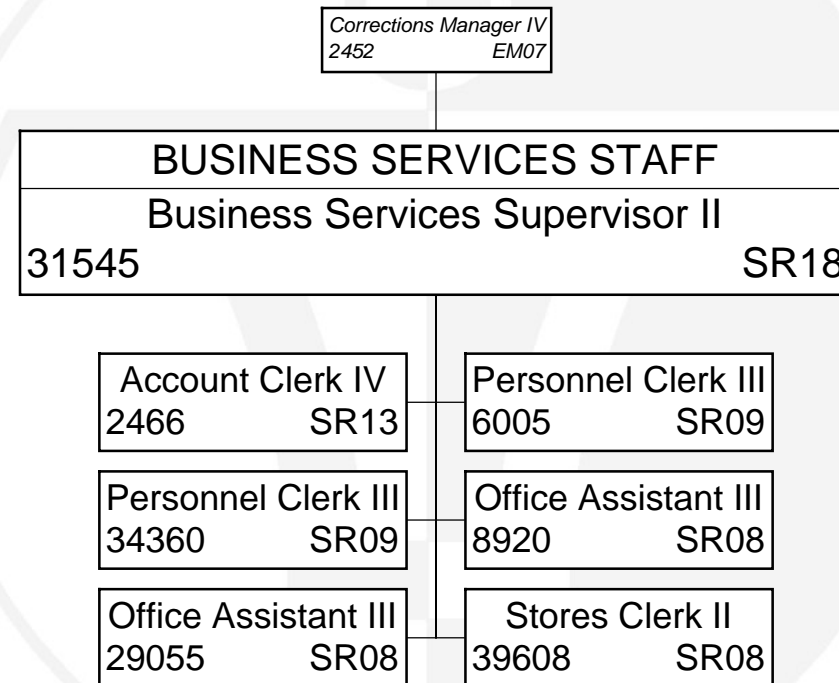 Corrections Manager IV
2452 EM07
BUSINESS SERVICES STAFF
Business Services Supervisor II
31545 SR18
Account Clerk IV
2466 SR13
Personnel Clerk III
6005 SR09
Personnel Clerk III
34360 SR09
Office Assistant III
8920 SR08
Office Assistant III
29055 SR08
Stores Clerk II
39608 SR08